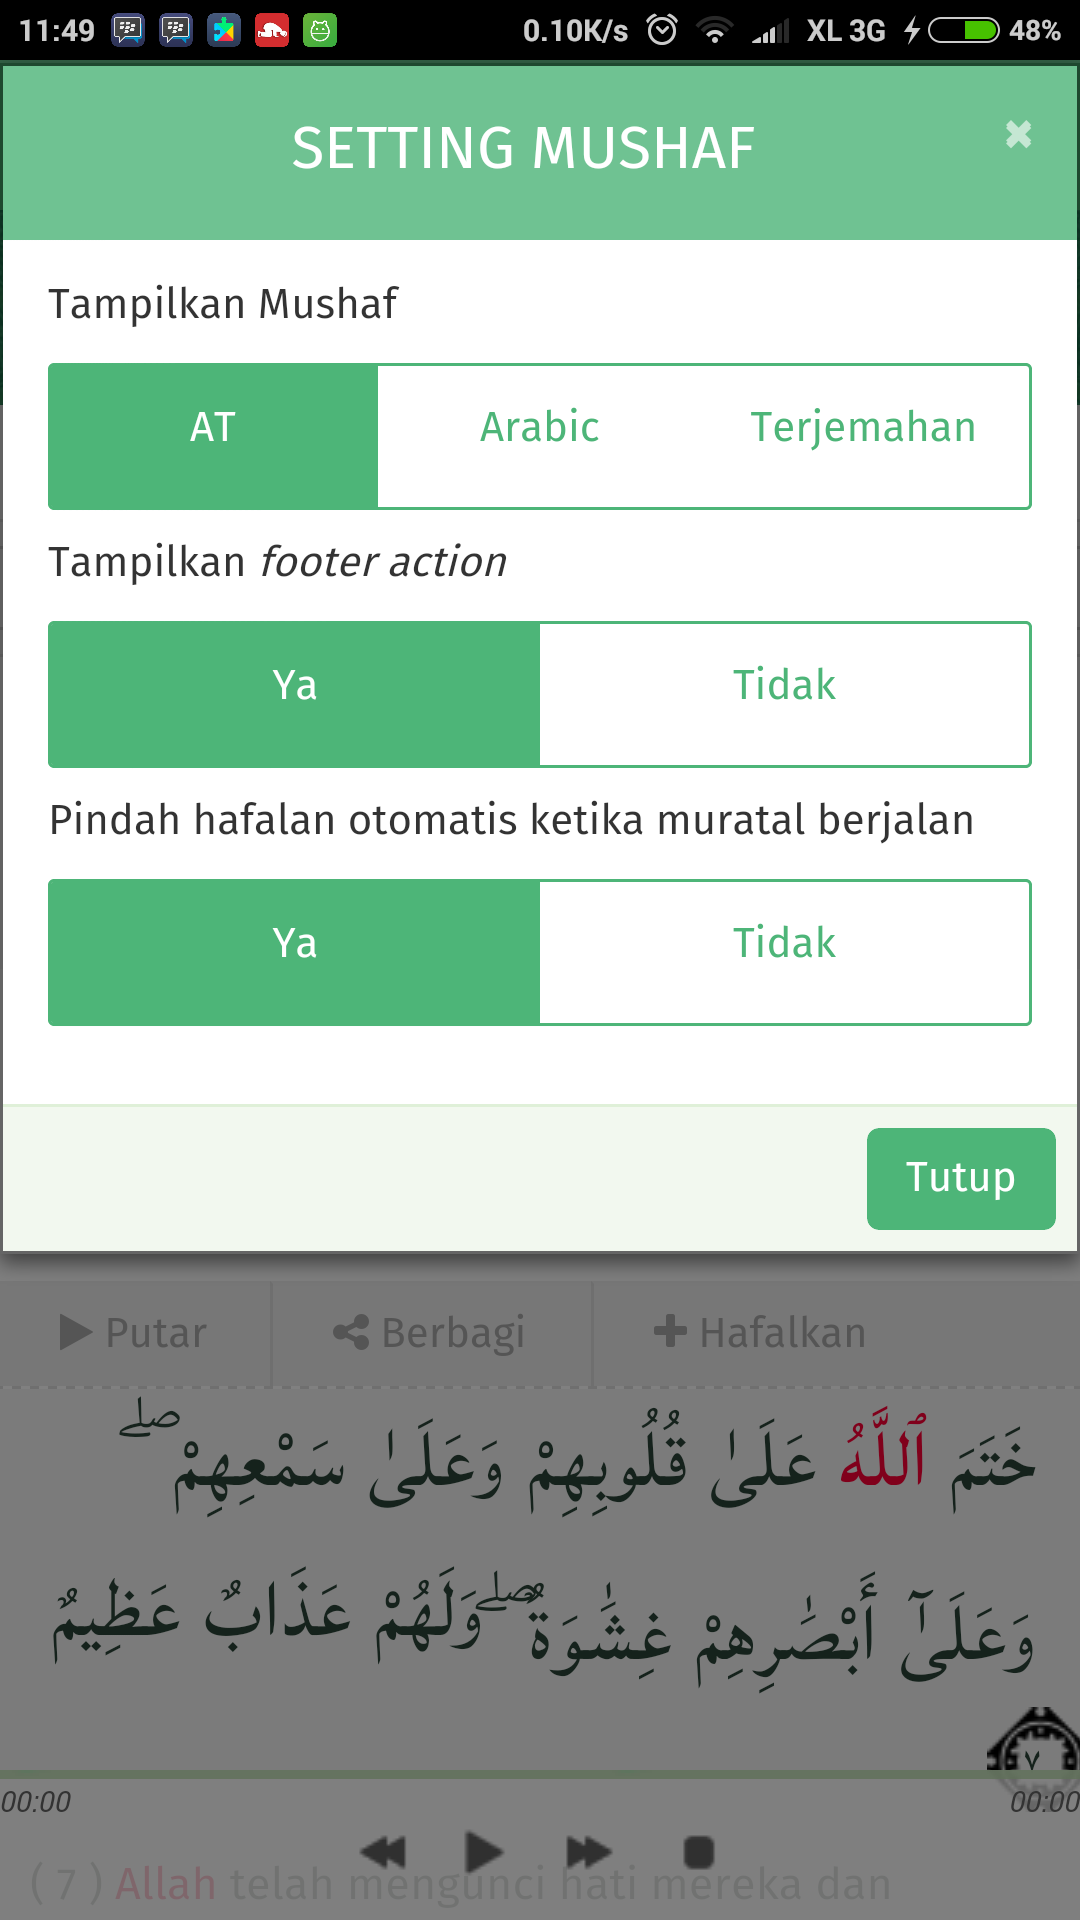 11:49 0.10K/s XL 3G 48%
SETTING MUSHAF
Tampilkan Mushaf
AT Arabic Terjemahan
Tampilkan footer action
Ya Tidak
Pindah hafalan otomatis ketika muratal berjalan
Ya Tidak
Tutup
Putar Berbagi Hafalkan
خَتَمَ ٱللَّهُ عَلَىٰ قُلُوبِهِمْ وَعَلَىٰ سَمْعِهِمْ ۖ
وَعَلَىٰٓ أَبْصَٰرِهِمْ غِشَٰوَةٌ ۖ وَلَهُمْ عَذَابٌ عَظِيمٌ
٧
00:00 00:00
( 7 ) Allah telah mengunci hati mereka dan